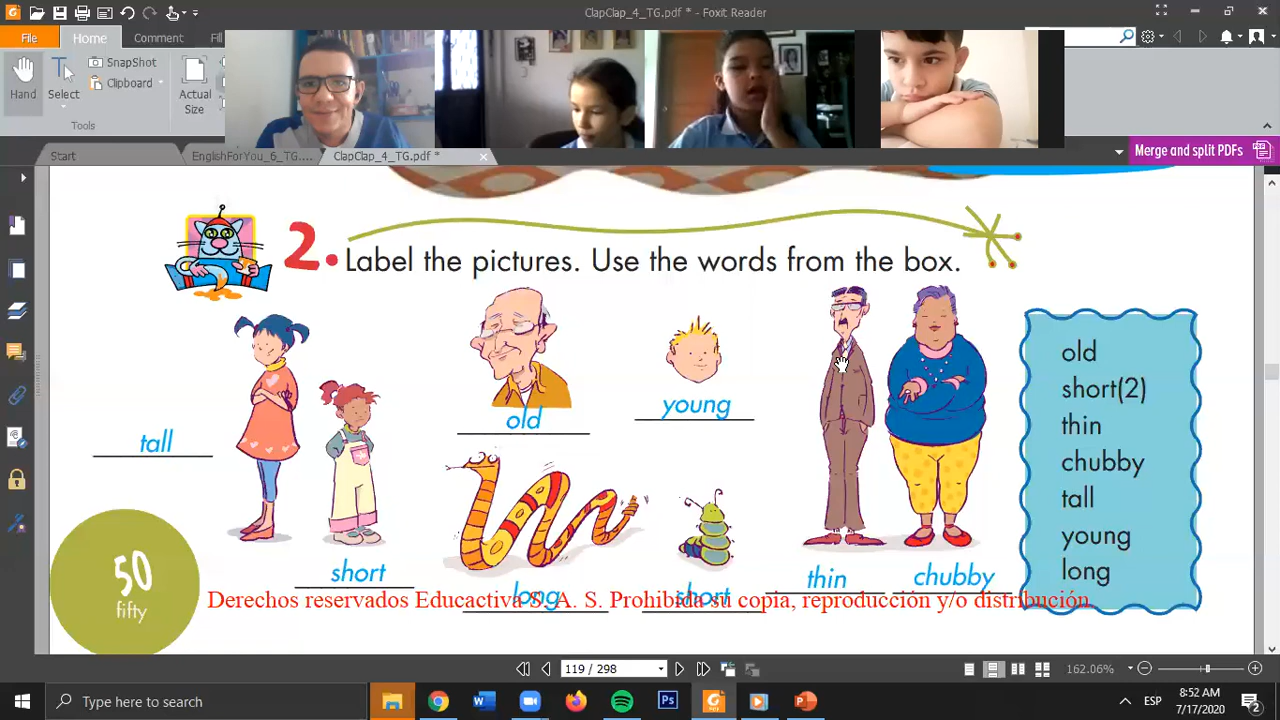 ClapClap_4_TG.pdf * - Foxit Reader
File
Home
Comment
Fill
SnapShot
Clipboard
Hand
Select
Actual
Size
Tools
Start
EnglishForYou_6_TG....
ClapClap_4_TG.pdf *
Merge and split PDFs
2. Label the pictures. Use the words from the box.
tall
short
old
young
long
short
thin
chubby
old
short(2)
thin
chubby
tall
young
long
50
fifty
Derechos reservados Educactiva S. A. S. Prohibida su copia, reproducción y/o distribución.
119 / 298
162.06%
Type here to search
ESP
8:52 AM
7/17/2020
2